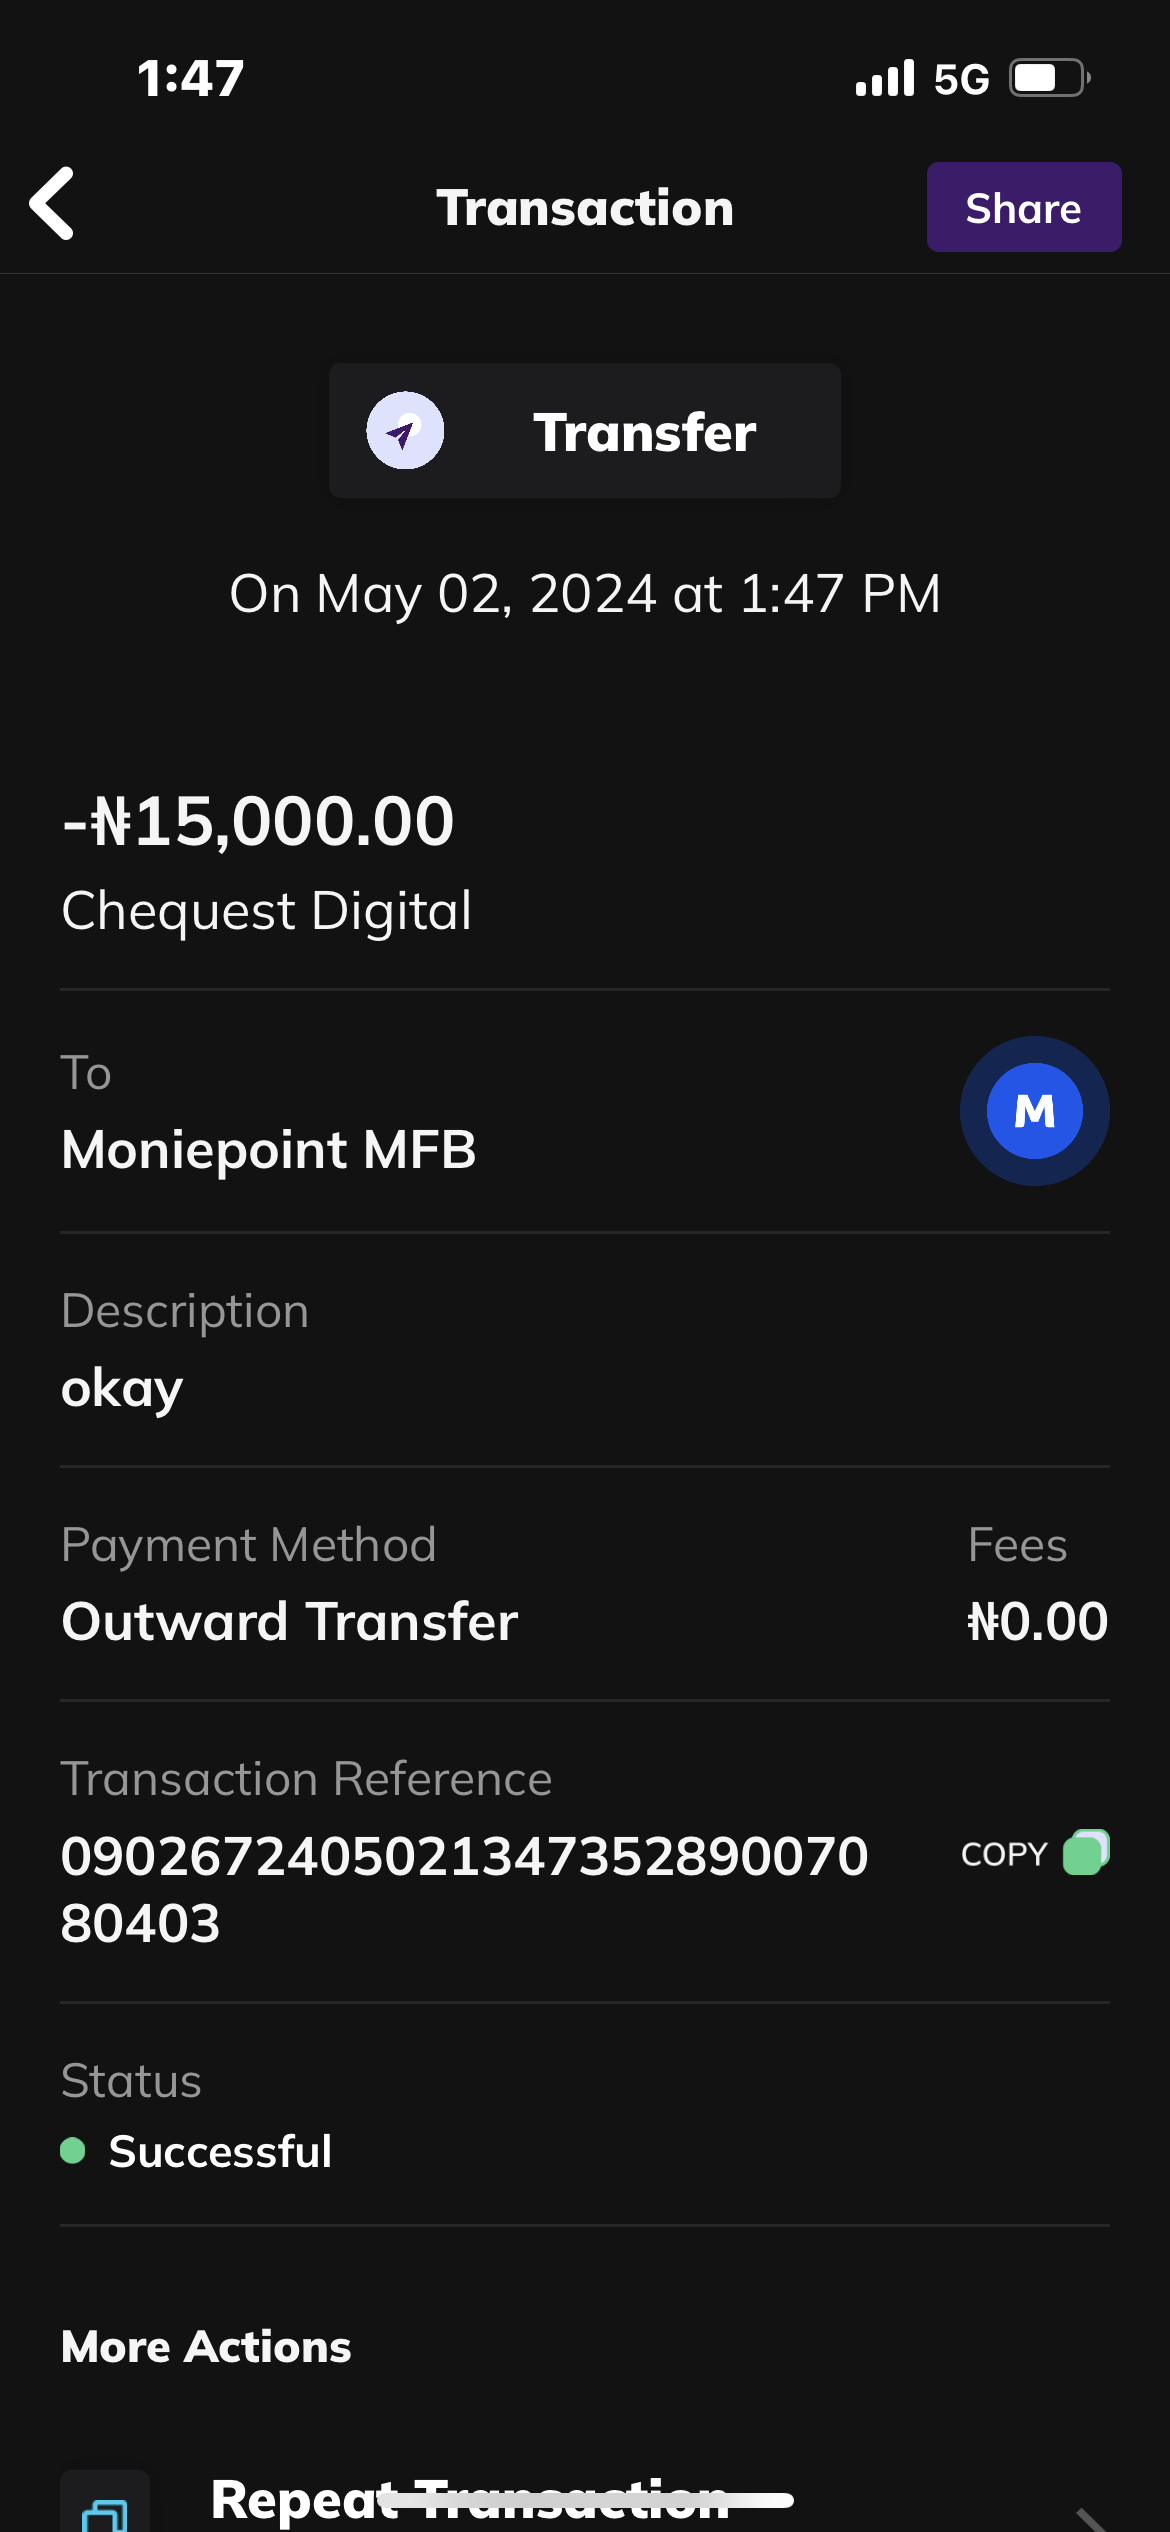 1:47
5G
Transaction
Share
Transfer
On May 02, 2024 at 1:47 PM
-₦15,000.00
Chequest Digital
To
Moniepoint MFB
M
Description
okay
Payment Method
Fees
Outward Transfer
₦0.00
Transaction Reference
0902672405021347352890070
COPY
80403
Status
Successful
More Actions
Repeat Transaction